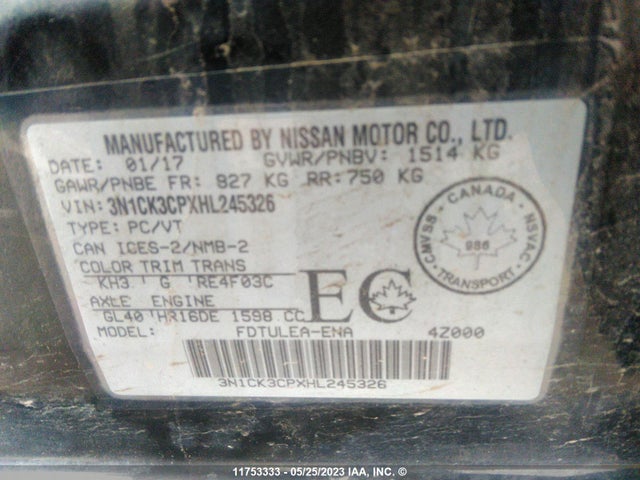 MANUFACTURED BY NISSAN MOTOR CO., LTD.
DATE: 01/17 GVWR/PNBV: 1514 KG
GAWR/PNBE FR: 827 KG RR: 750 KG
VIN: 3N1CK3CPXHL245326
TYPE: PC/VT
CAN ICES-2/NMB-2
COLOR TRIM TRANS
KH3 G RE4F03C
AXLE ENGINE
GL40 HR16DE 1598 CC
MODEL: FDTULEA-ENA 4Z000
EC
CANADA
CMVSS NSVAC
986
TRANSPORT
3N1CK3CPXHL245326
11753333 - 05/25/2023 IAA, INC. ©